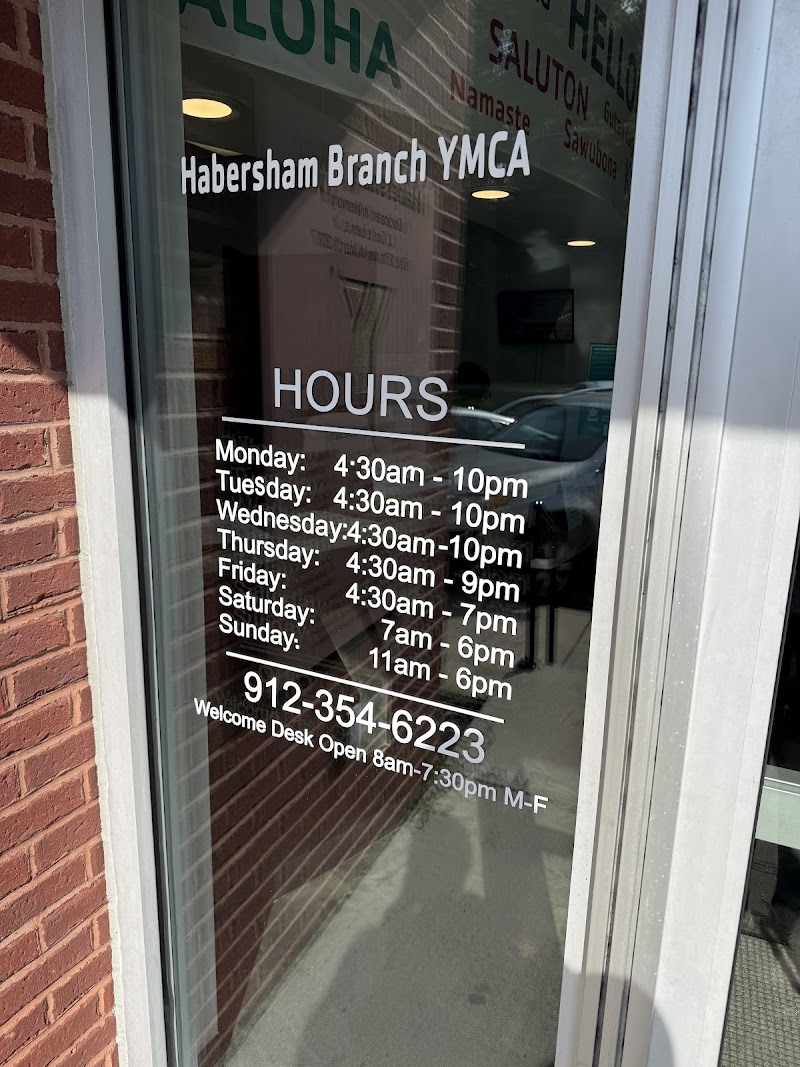 ALOHA
HELLO
SALUTON
Namaste
Sawubona
Habersham Branch YMCA
HOURS
Monday: 4:30am - 10pm
Tuesday: 4:30am - 10pm
Wednesday: 4:30am-10pm
Thursday: 4:30am - 9pm
Friday: 4:30am - 7pm
Saturday: 7am - 6pm
Sunday: 11am - 6pm
912-354-6223
Welcome Desk Open 8am-7:30pm M-F